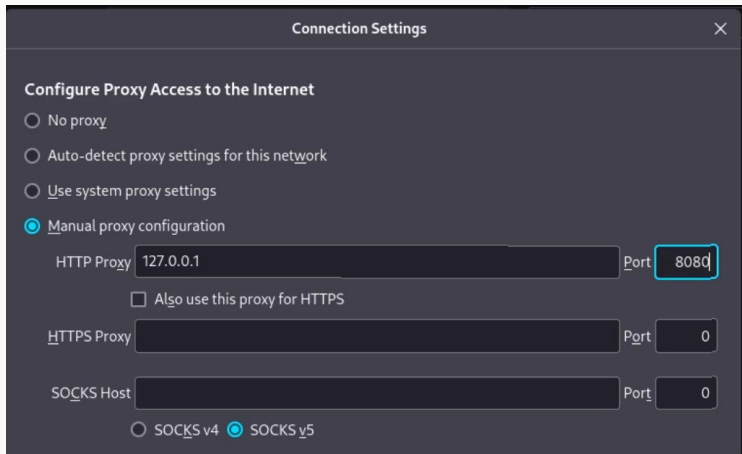 Connection Settings
Configure Proxy Access to the Internet
No proxy
Auto-detect proxy settings for this network
Use system proxy settings
Manual proxy configuration
HTTP Proxy 127.0.0.1 Port 8080
Also use this proxy for HTTPS
HTTPS Proxy Port 0
SOCKS Host Port 0
SOCKS v4 SOCKS v5